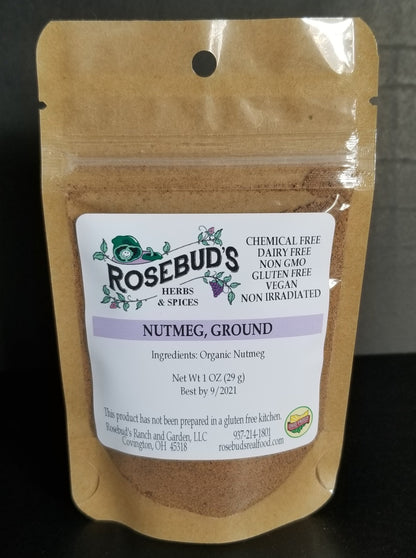 ROSEBUD'S
HERBS
& SPICES
CHEMICAL FREE
DAIRY FREE
NON GMO
GLUTEN FREE
VEGAN
NON IRRADIATED
NUTMEG, GROUND
Ingredients: Organic Nutmeg
Net Wt 1 OZ (29 g)
Best by 9/2021
This product has not been prepared in a gluten free kitchen.
Rosebud's Ranch and Garden, LLC
Covington, OH 45318
937-214-1801
rosebudsrealfood.com